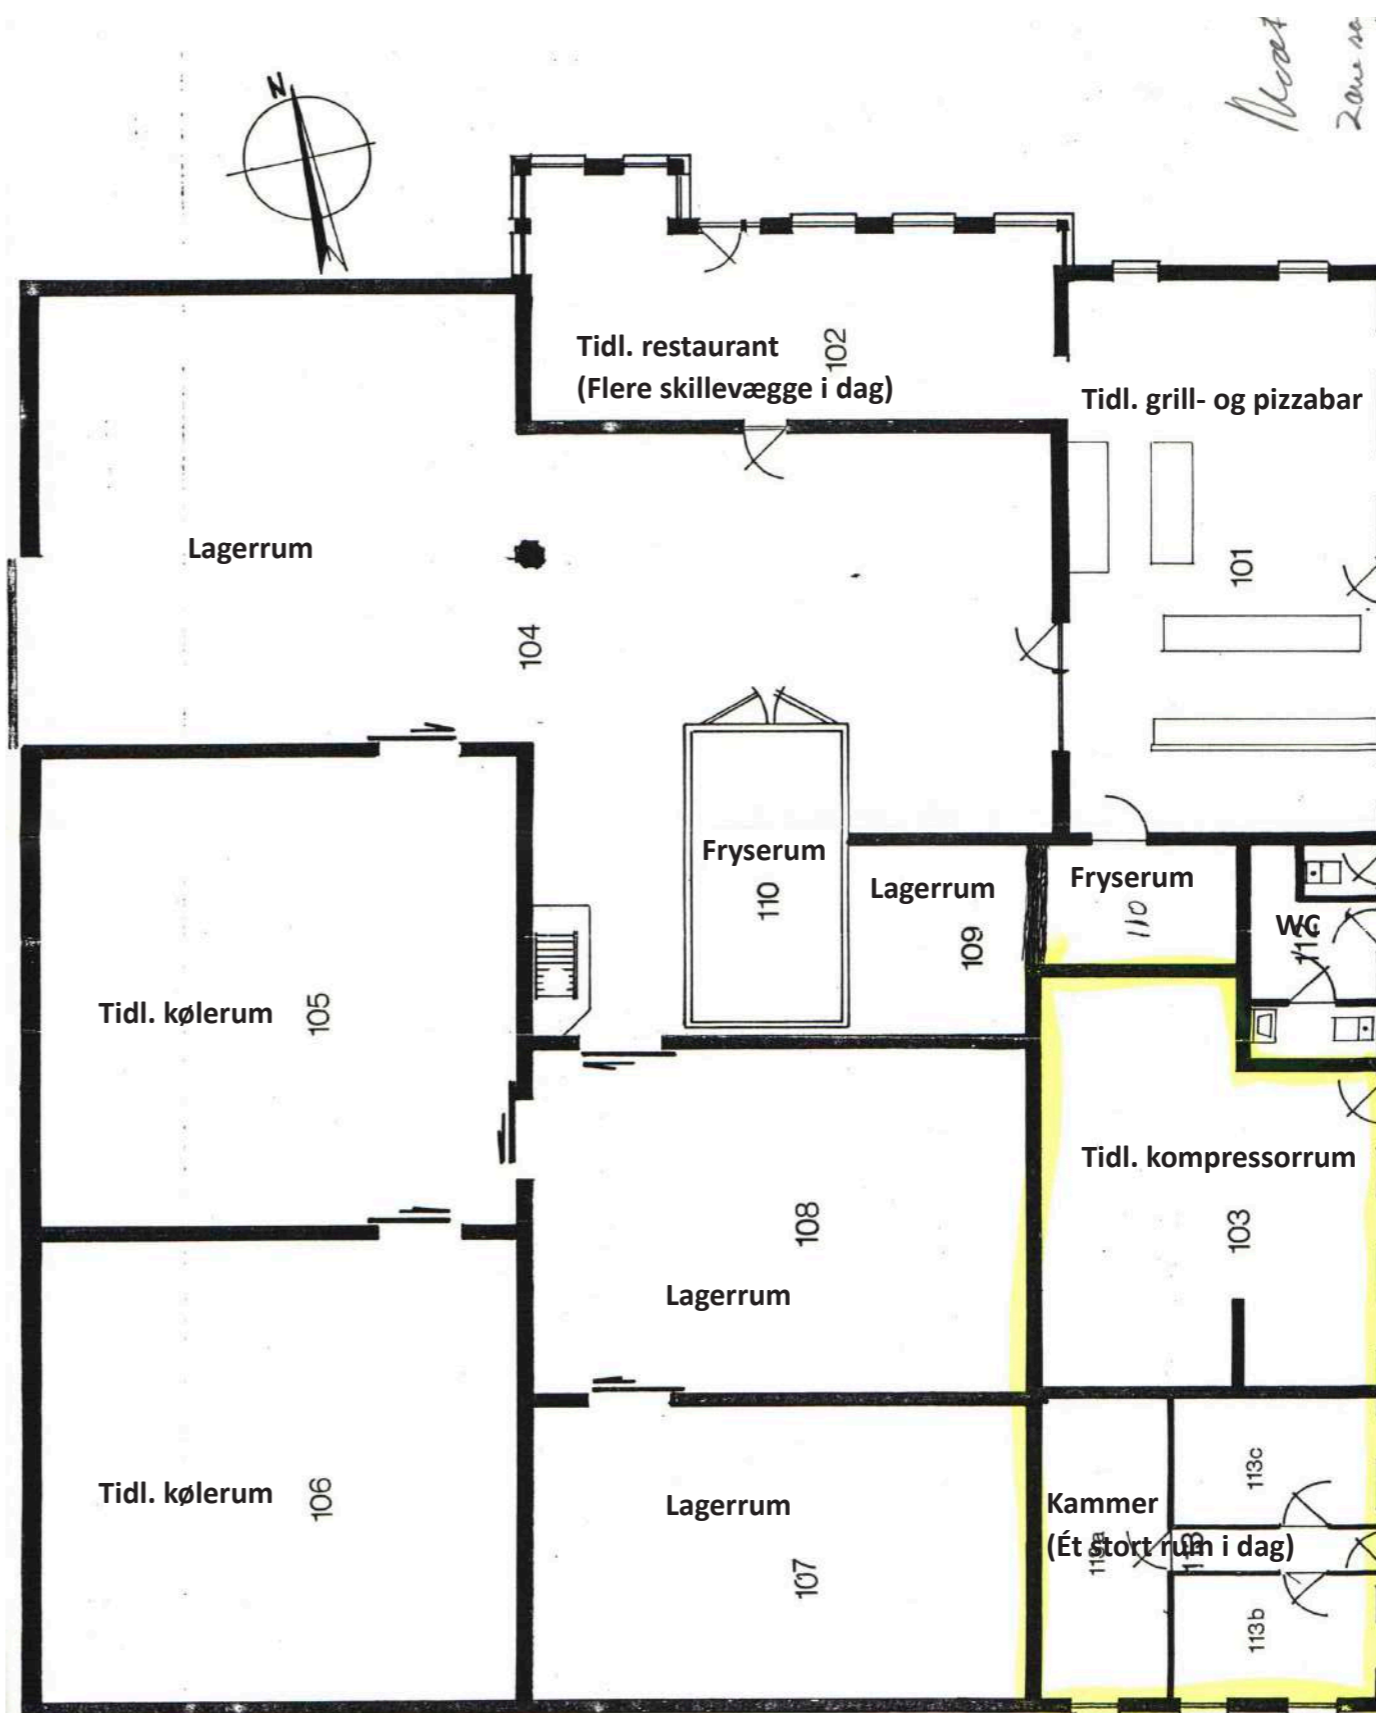 N
Tidl. restaurant
(Flere skillevægge i dag)
102
Tidl. grill- og pizzabar
101
Lagerrum
104
Fryserum
110
Lagerrum
109
Fryserum
110
WC
Tidl. kølerum
105
Tidl. kompressorrum
103
108
Lagerrum
Tidl. kølerum
106
Lagerrum
107
113c
Kammer
(Ét stort rum i dag)
113a
113
113b